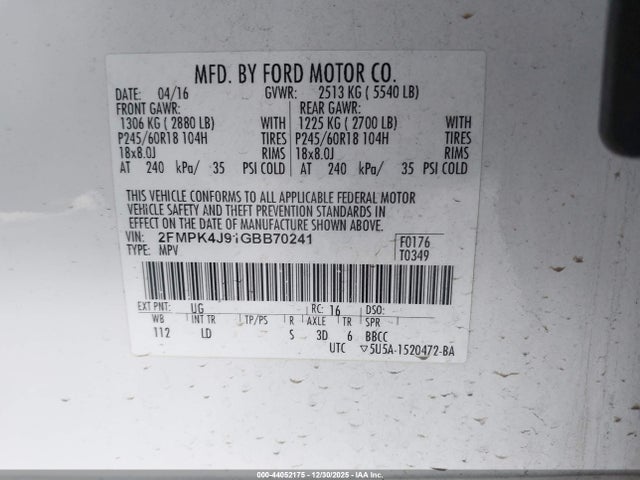 MFD. BY FORD MOTOR CO.
DATE: 04/16 GVWR: 2513 KG ( 5540 LB)
FRONT GAWR: REAR GAWR:
1306 KG ( 2880 LB) WITH 1225 KG ( 2700 LB) WITH
P245/60R18 104H TIRES P245/60R18 104H TIRES
18x8.0J RIMS 18x8.0J RIMS
AT 240 kPa/ 35 PSI COLD AT 240 kPa/ 35 PSI COLD
THIS VEHICLE CONFORMS TO ALL APPLICABLE FEDERAL MOTOR
VEHICLE SAFETY AND THEFT PREVENTION STANDARDS IN
EFFECT ON THE DATE OF MANUFACTURE SHOWN ABOVE.
VIN: F0176
TYPE: MPV T0349
EXT PNT: UG RC: 16 DSO:
WB INT TR TP/PS R AXLE TR SPR
112 LD S 3D 6 BBCC
UTC ▽5U5A-1520472-BA
000-44052175 - 12/30/2025 - Copyright © IAA, LLC. All Rights Reserved.